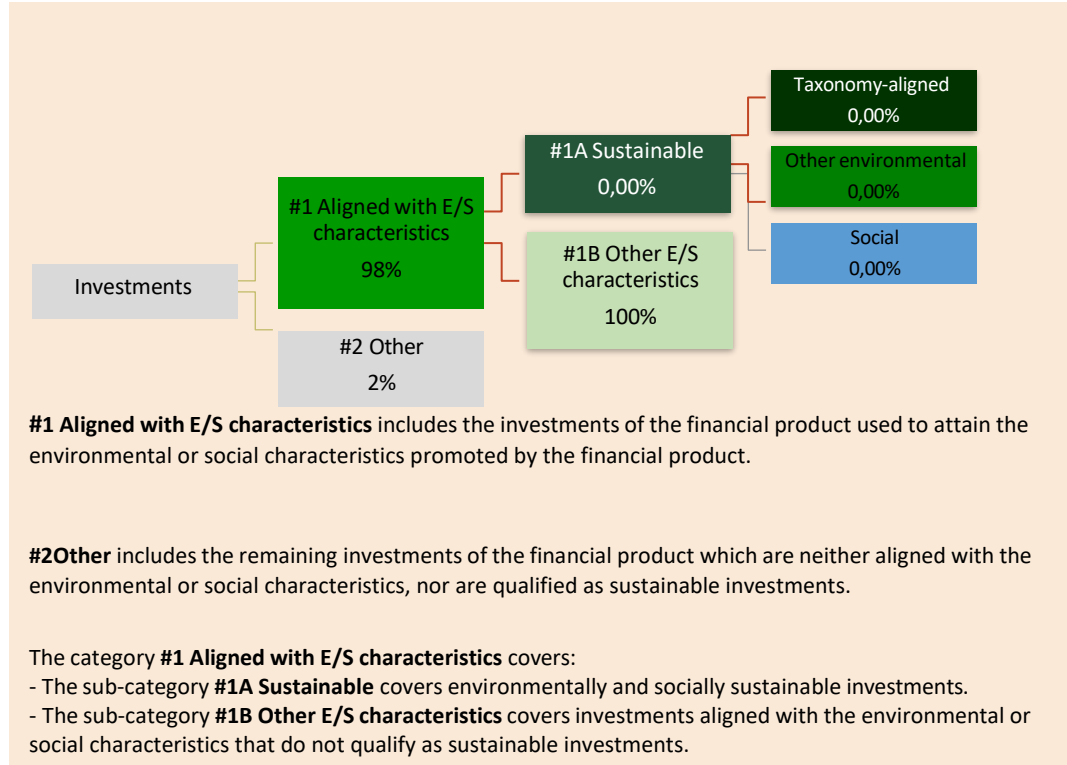 Investments
#1 Aligned with E/S
characteristics
98%
#2 Other
2%
#1A Sustainable
0,00%
#1B Other E/S
characteristics
100%
Taxonomy-aligned
0,00%
Other environmental
0,00%
Social
0,00%
#1 Aligned with E/S characteristics includes the investments of the financial product used to attain the
environmental or social characteristics promoted by the financial product.
#2Other includes the remaining investments of the financial product which are neither aligned with the
environmental or social characteristics, nor are qualified as sustainable investments.
The category #1 Aligned with E/S characteristics covers:
- The sub-category #1A Sustainable covers environmentally and socially sustainable investments.
- The sub-category #1B Other E/S characteristics covers investments aligned with the environmental or
social characteristics that do not qualify as sustainable investments.